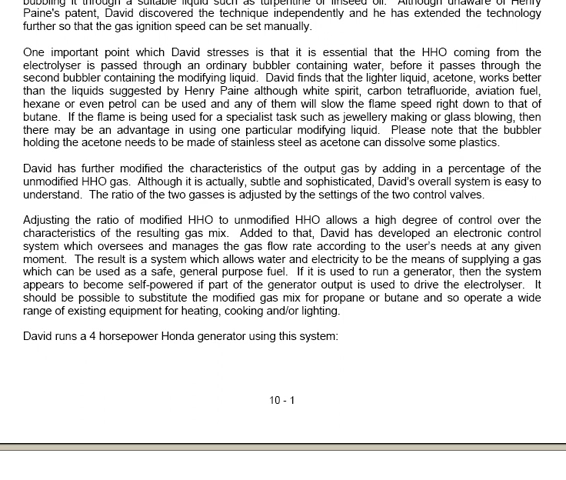 bubbling it through a suitable liquid such as turpentine or linseed oil. Although unaware of Henry
Paine's patent, David discovered the technique independently and he has extended the technology
further so that the gas ignition speed can be set manually.
One important point which David stresses is that it is essential that the HHO coming from the
electrolyser is passed through an ordinary bubbler containing water, before it passes through the
second bubbler containing the modifying liquid. David finds that the lighter liquid, acetone, works better
than the liquids suggested by Henry Paine although white spirit, carbon tetrafluoride, aviation fuel,
hexane or even petrol can be used and any of them will slow the flame speed right down to that of
butane. If the flame is being used for a specialist task such as jewellery making or glass blowing, then
there may be an advantage in using one particular modifying liquid. Please note that the bubbler
holding the acetone needs to be made of stainless steel as acetone can dissolve some plastics.
David has further modified the characteristics of the output gas by adding in a percentage of the
unmodified HHO gas. Although it is actually, subtle and sophisticated, David's overall system is easy to
understand. The ratio of the two gasses is adjusted by the settings of the two control valves.
Adjusting the ratio of modified HHO to unmodified HHO allows a high degree of control over the
characteristics of the resulting gas mix. Added to that, David has developed an electronic control
system which oversees and manages the gas flow rate according to the user's needs at any given
moment. The result is a system which allows water and electricity to be the means of supplying a gas
which can be used as a safe, general purpose fuel. If it is used to run a generator, then the system
appears to become self-powered if part of the generator output is used to drive the electrolyser. It
should be possible to substitute the modified gas mix for propane or butane and so operate a wide
range of existing equipment for heating, cooking and/or lighting.
David runs a 4 horsepower Honda generator using this system:
10 - 1